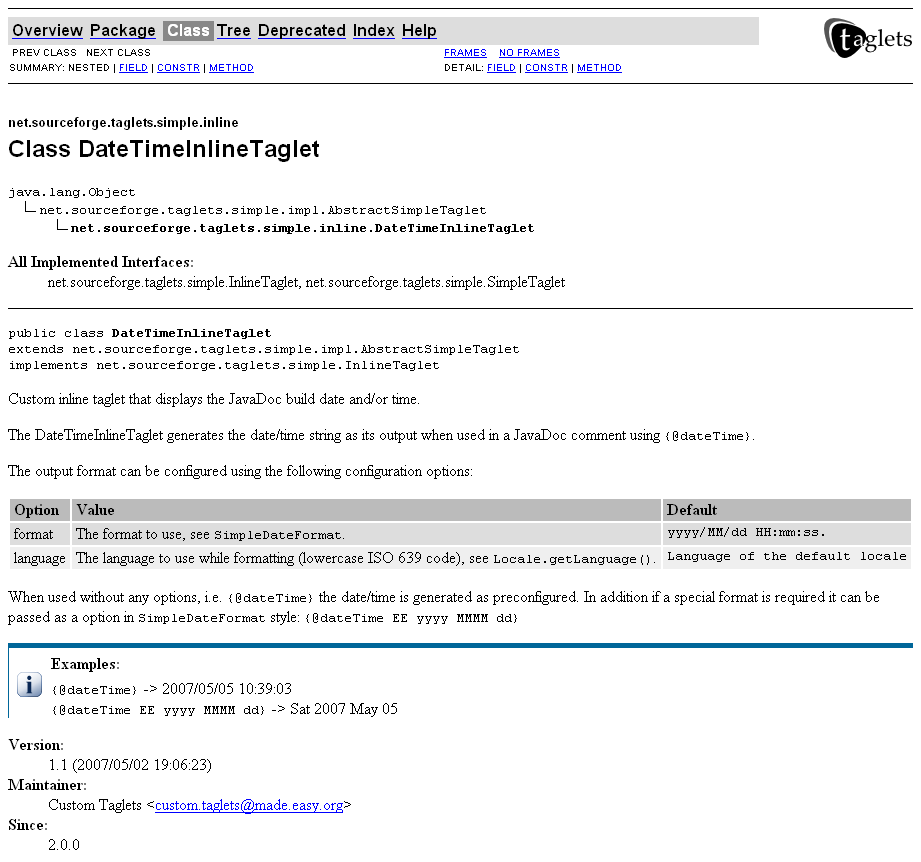 Overview Package Class Tree Deprecated Index Help
taglets
PREV CLASS NEXT CLASS
FRAMES NO FRAMES
SUMMARY: NESTED | FIELD | CONSTR | METHOD
DETAIL: FIELD | CONSTR | METHOD
net.sourceforge.taglets.simple.inline
Class DateTimeInlineTaglet
java.lang.Object
net.sourceforge.taglets.simple.impl.AbstractSimpleTaglet
net.sourceforge.taglets.simple.inline.DateTimeInlineTaglet
All Implemented Interfaces:
net.sourceforge.taglets.simple.InlineTaglet, net.sourceforge.taglets.simple.SimpleTaglet
public class DateTimeInlineTaglet
extends net.sourceforge.taglets.simple.impl.AbstractSimpleTaglet
implements net.sourceforge.taglets.simple.InlineTaglet
Custom inline taglet that displays the JavaDoc build date and/or time.
The DateTimeInlineTaglet generates the date/time string as its output when used in a JavaDoc comment using {@dateTime}.
The output format can be configured using the following configuration options:
Option Value Default
format The format to use, see SimpleDateFormat. yyyy/MM/dd HH:mm:ss.
language The language to use while formatting (lowercase ISO 639 code), see Locale.getLanguage(). Language of the default locale
When used without any options, i.e. {@dateTime} the date/time is generated as preconfigured. In addition if a special format is required it can be
passed as a option in SimpleDateFormat style: {@dateTime EE yyyy MMMM dd}
Examples:
{@dateTime} -> 2007/05/05 10:39:03
{@dateTime EE yyyy MMMM dd} -> Sat 2007 May 05
Version:
1.1 (2007/05/02 19:06:23)
Maintainer:
Custom Taglets <custom.taglets@made.easy.org>
Since:
2.0.0